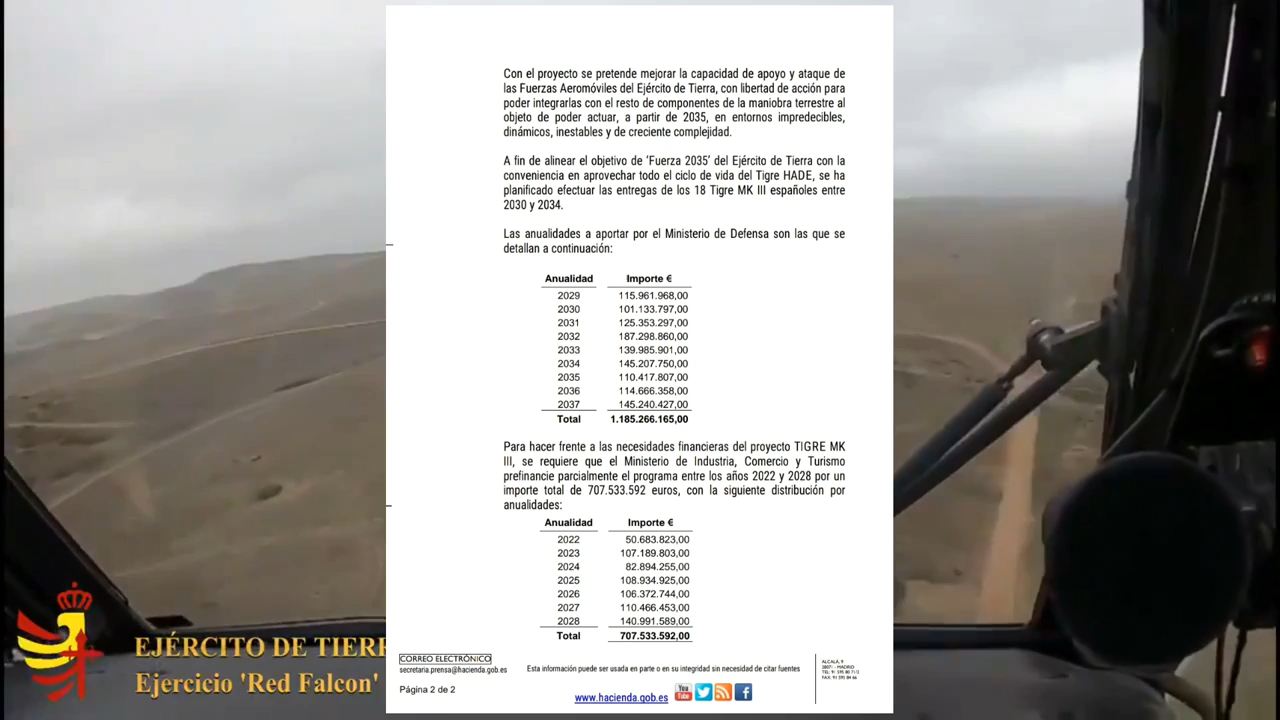 Con el proyecto se pretende mejorar la capacidad de apoyo y ataque de
las Fuerzas Aeromóviles del Ejército de Tierra, con libertad de acción para
poder integrarlas con el resto de componentes de la maniobra terrestre al
objeto de poder actuar, a partir de 2035, en entornos impredecibles,
dinámicos, inestables y de creciente complejidad.
A fin de alinear el objetivo de ‘Fuerza 2035’ del Ejército de Tierra con la
conveniencia en aprovechar todo el ciclo de vida del Tigre HADE, se ha
planificado efectuar las entregas de los 18 Tigre MK III españoles entre
2030 y 2034.
Las anualidades a aportar por el Ministerio de Defensa son las que se
detallan a continuación:
Anualidad Importe €
2029 115.961.968,00
2030 101.133.797,00
2031 125.353.297,00
2032 187.298.860,00
2033 139.985.901,00
2034 145.207.750,00
2035 110.417.807,00
2036 114.666.358,00
2037 145.240.427,00
Total 1.185.266.165,00
Para hacer frente a las necesidades financieras del proyecto TIGRE MK
III, se requiere que el Ministerio de Industria, Comercio y Turismo
prefinancie parcialmente el programa entre los años 2022 y 2028 por un
importe total de 707.533.592 euros, con la siguiente distribución por
anualidades:
Anualidad Importe €
2022 50.683.823,00
2023 107.189.803,00
2024 82.894.255,00
2025 108.934.925,00
2026 106.372.744,00
2027 110.466.453,00
2028 140.991.589,00
Total 707.533.592,00
CORREO ELECTRÓNICO
secretaria.prensa@hacienda.gob.es
Esta información puede ser usada en parte o en su integridad sin necesidad de citar fuentes
Página 2 de 2
www.hacienda.gob.es
You
Tube
ALCALÁ, 9
28071 - MADRID
EJÉRCITO DE TIERR
Ejercicio 'Red Falcon'